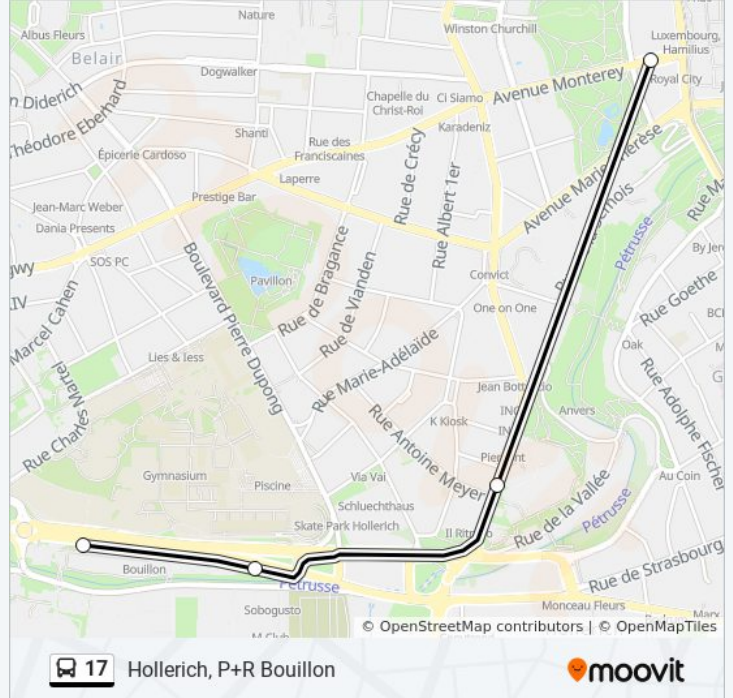 Nature
Winston Churchill
Albus Fleurs
Luxembourg,
Hamilius
Belair
Dogwalker
Avenue Monterey
Royal City
n Diderich
Chapelle du
Christ-Roi
Ci Siamo
Théodore Eberhard
Karadeniz
Shanti
Rue des
Franciscaines
Épicerie Cardoso
Rue de Crécy
Avenue Marie-Thérèse
Laperre
Rue Albert 1er
Prestige Bar
Jean-Marc Weber
Dania Presents
Rue M
Pétrusse
By Jer
SOS PC
Convict
Pavillon
Rue de Bragance
Rue de Vianden
Boulevard Pierre Dupong
Marcel Cahen
One on One
Rue Goethe
Oak
Lies & less
Rue Marie-Adélaïde
Rue Charles Martel
Jean Bott
Rue Adolphe Fischer
Anvers
K Kiosk
Rue Antoine Meyer
Gymnasium
Piscine
Via Vai
Au Coin
Rue de la Vallée
Pétrusse
Schluechthaus
Skate Park Hollerich
Rue de Strasbourg
Bouillon
Pétrusse
Sobogusto
Monceau Fleurs
© OpenStreetMap contributors | © OpenMapTiles
17 Hollerich, P+R Bouillon
moovit